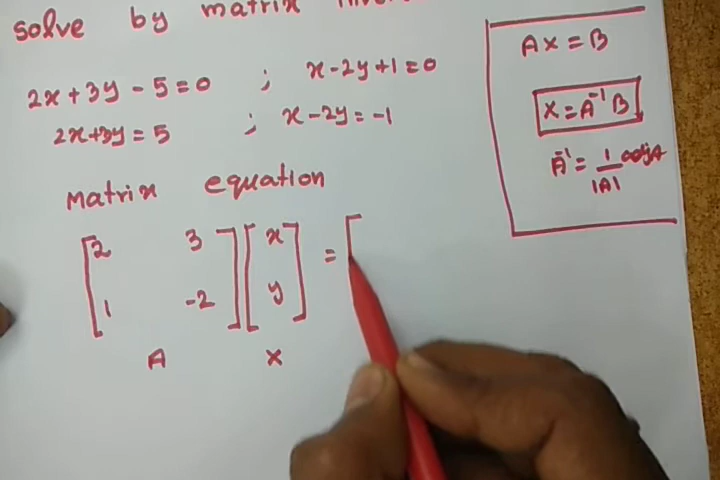 solve by matrix
2x + 3y - 5 = 0 ; x - 2y + 1 = 0
2x + 3y = 5 ; x - 2y = -1
Matrix equation
[2 3] [x] = [
[1 -2] [y]
A X
AX = B
X = A⁻¹B
A⁻¹ = 1/|A| adjA